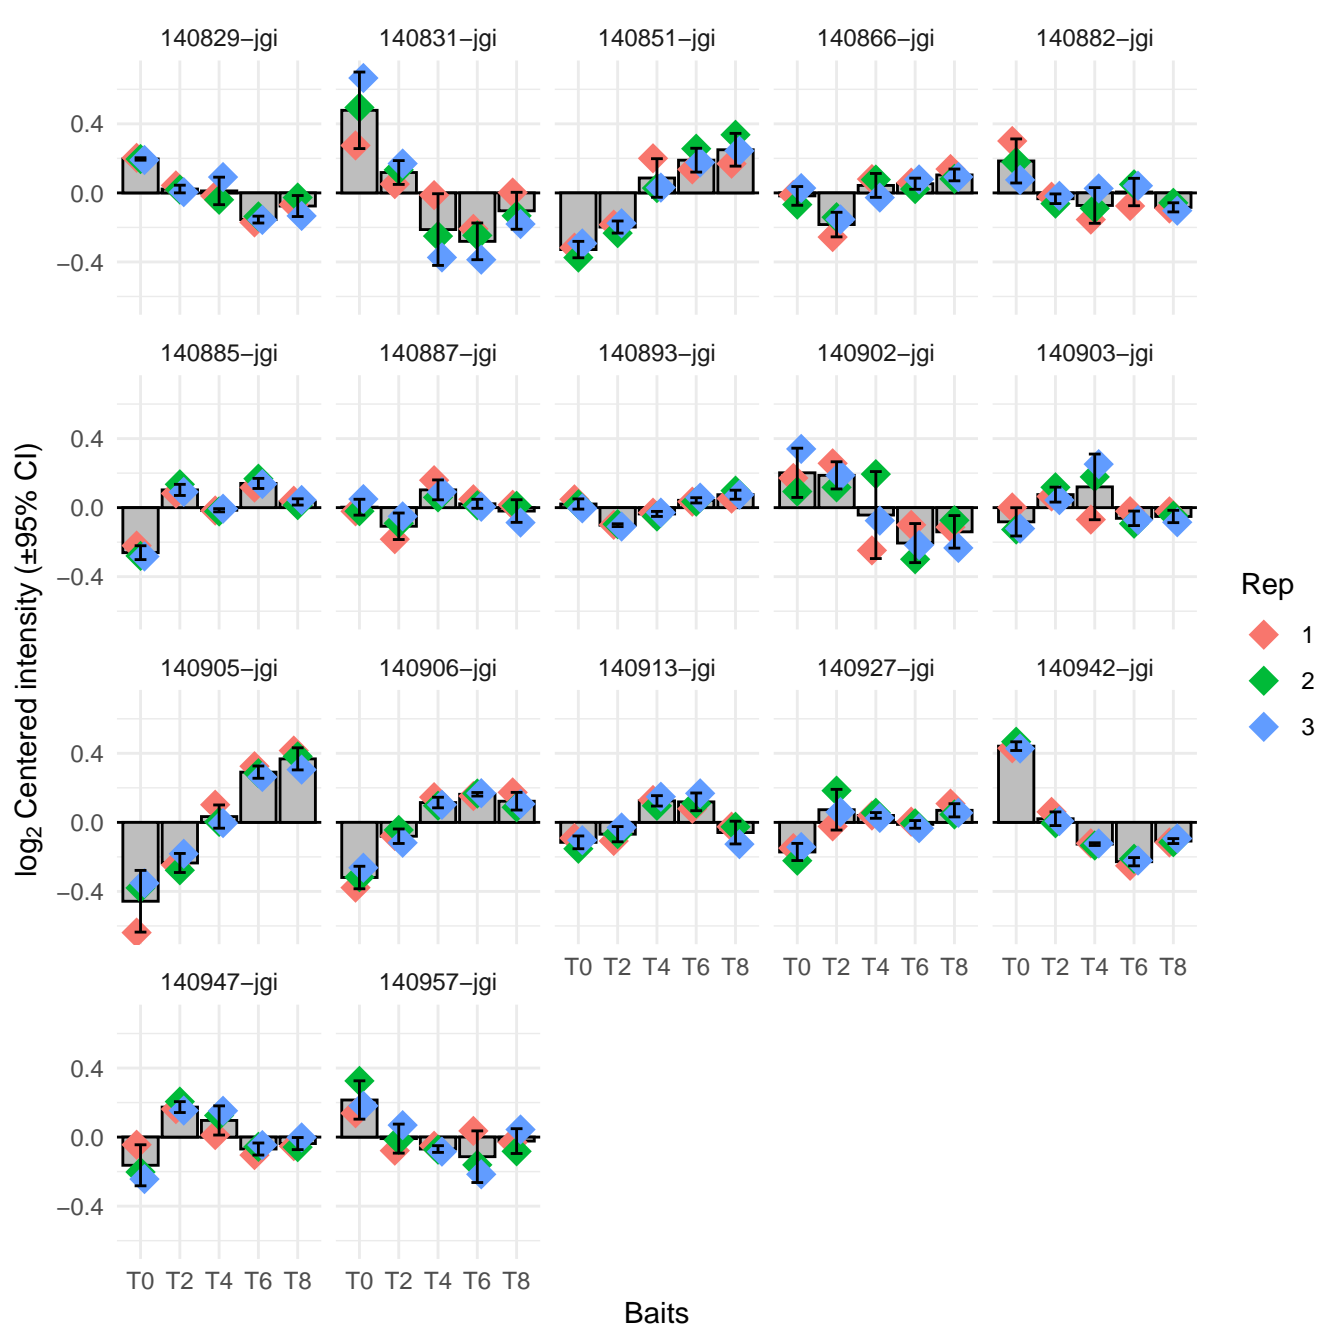 140829−jgi 140831−jgi 140851−jgi 140866−jgi 140882−jgi
0.4
0.0
−0.4
140885−jgi 140887−jgi 140893−jgi 140902−jgi 140903−jgi
0.4
0.0
−0.4
log2 Centered intensity (±95% CI)
Rep
1
2
3
140905−jgi 140906−jgi 140913−jgi 140927−jgi 140942−jgi
0.4
0.0
−0.4
T0 T2 T4 T6 T8 T0 T2 T4 T6 T8 T0 T2 T4 T6 T8
140947−jgi 140957−jgi
0.4
0.0
−0.4
T0 T2 T4 T6 T8 T0 T2 T4 T6 T8
Baits